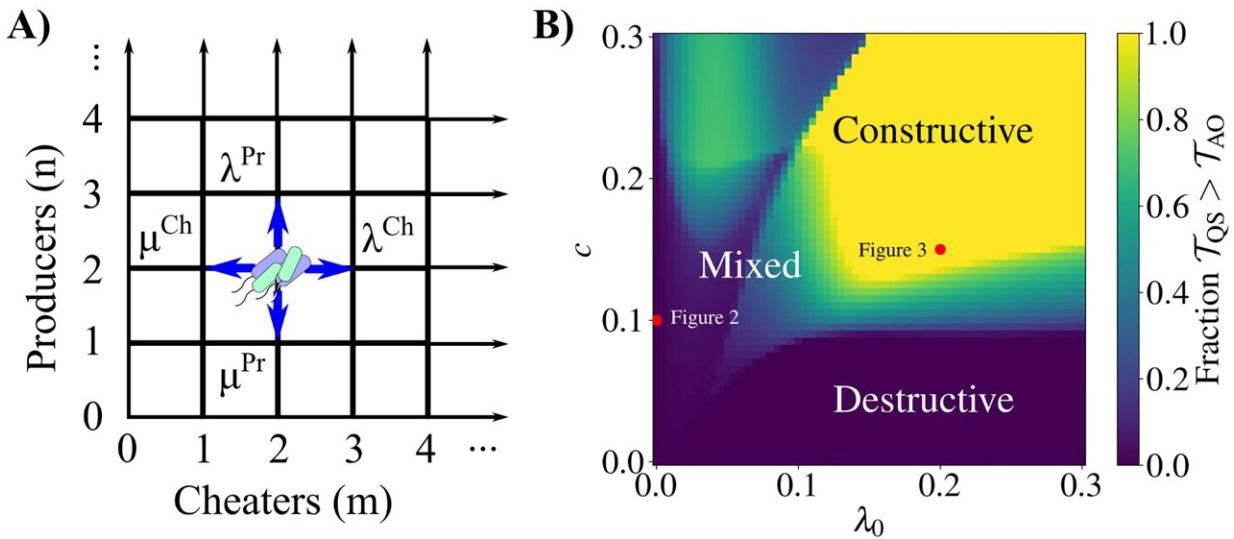 A)
Producers (n)
⋮
4
3
2
1
0
λ^Pr
μ^Ch
λ^Ch
μ^Pr
0 1 2 3 4 ···
Cheaters (m)
B)
c
0.3
0.2
0.1
0.0
Constructive
Figure 3
Mixed
Figure 2
Destructive
0.0 0.1 0.2 0.3
λ₀
1.0
0.8
0.6
0.4
0.2
0.0
Fraction 𝒯_QS > 𝒯_AO